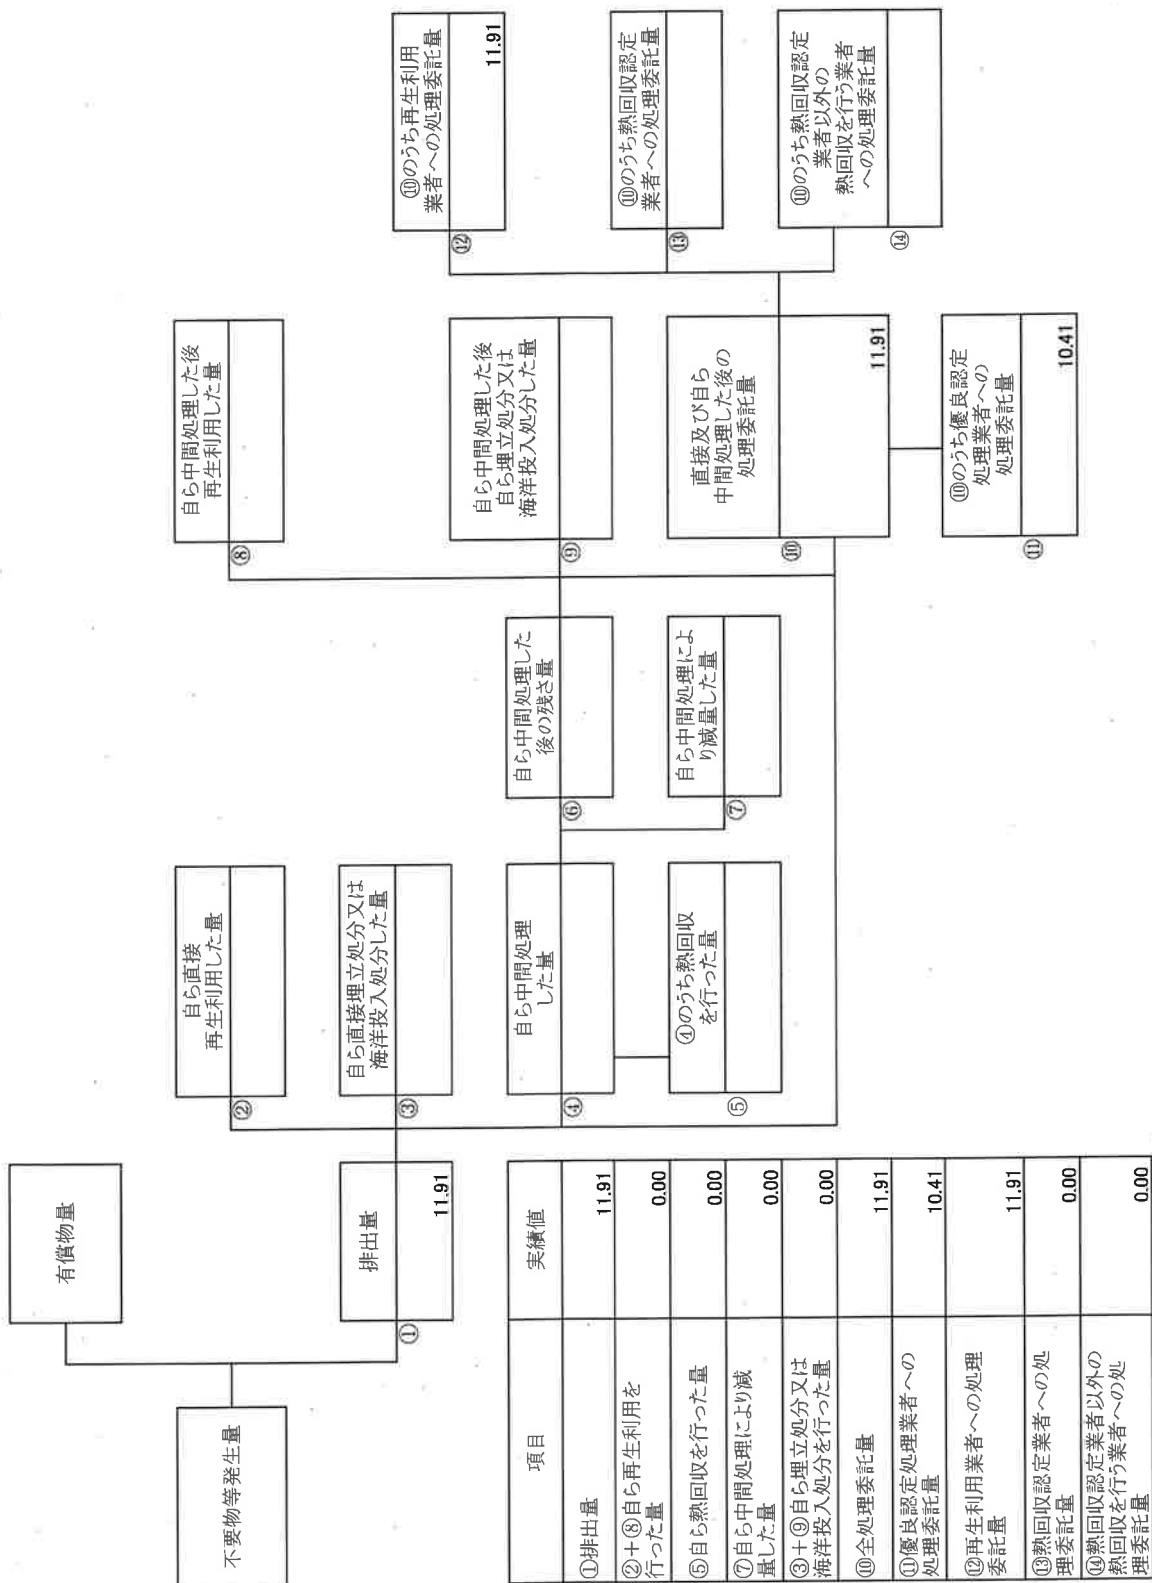 不要物等発生量
有償物量
排出量
①
11.91
自ら直接
再生利用した量
②
自ら直接埋立処分又は
海洋投入処分した量
③
自ら中間処理
した量
④
④のうち熱回収
を行った量
⑤
自ら中間処理した
後の残さ量
⑥
自ら中間処理によ
り減量した量
⑦
自ら中間処理した後
再生利用した量
⑧
自ら中間処理した後
自ら埋立処分又は
海洋投入処分した量
⑨
直接及び自ら
中間処理した後の
処理委託量
⑩
11.91
⑩のうち優良認定
処理業者への
処理委託量
⑪
10.41
⑩のうち再生利用
業者への処理委託量
⑫
11.91
⑩のうち熱回収認定
業者への処理委託量
⑬
⑩のうち熱回収認定
業者以外の
熱回収を行う業者
への処理委託量
⑭
項目 実績値
①排出量 11.91
②+⑧自ら再生利用を
行った量 0.00
⑤自ら熱回収を行った量 0.00
⑦自ら中間処理により減
量した量 0.00
③+⑨自ら埋立処分又は
海洋投入処分を行った量 0.00
⑩全処理委託量 11.91
⑪優良認定処理業者への
処理委託量 10.41
⑫再生利用業者への処理
委託量 11.91
⑬熱回収認定業者への処
理委託量 0.00
⑭熱回収認定業者以外の
熱回収を行う業者への処
理委託量 0.00